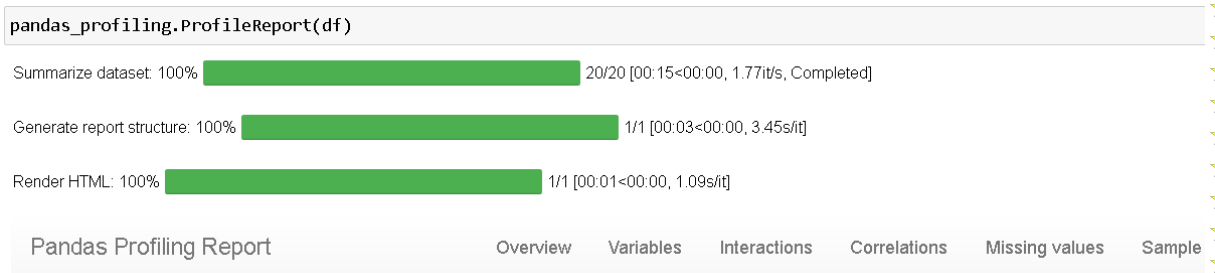 pandas_profiling.ProfileReport(df)
Summarize dataset: 100% 20/20 [00:15<00:00, 1.77it/s, Completed]
Generate report structure: 100% 1/1 [00:03<00:00, 3.45s/it]
Render HTML: 100% 1/1 [00:01<00:00, 1.09s/it]
Pandas Profiling Report Overview Variables Interactions Correlations Missing values Sample